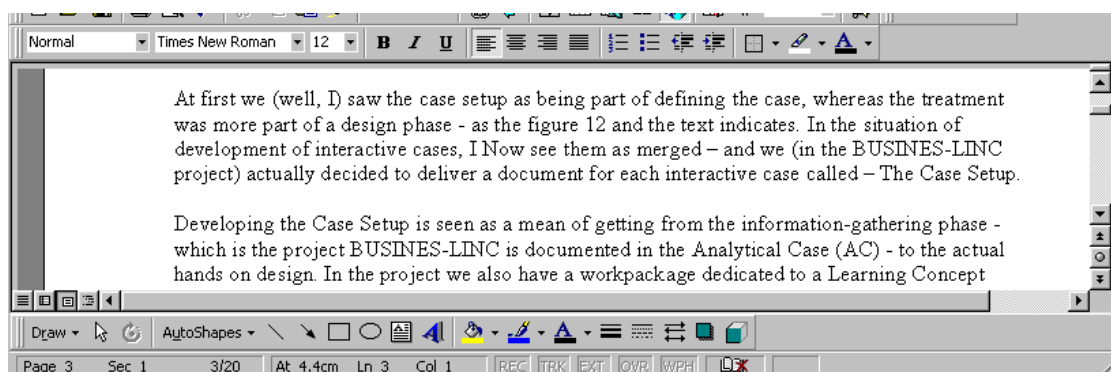 Normal Times New Roman 12 B I U A
At first we (well, I) saw the case setup as being part of defining the case, whereas the treatment
was more part of a design phase - as the figure 12 and the text indicates. In the situation of
development of interactive cases, I Now see them as merged – and we (in the BUSINES-LINC
project) actually decided to deliver a document for each interactive case called – The Case Setup.
Developing the Case Setup is seen as a mean of getting from the information-gathering phase -
which is the project BUSINES-LINC is documented in the Analytical Case (AC) - to the actual
hands on design. In the project we also have a workpackage dedicated to a Learning Concept
Draw AutoShapes A
Page 3 Sec 1 3/20 At 4,4cm Ln 3 Col 1 REC TRK EXT OVR WPH